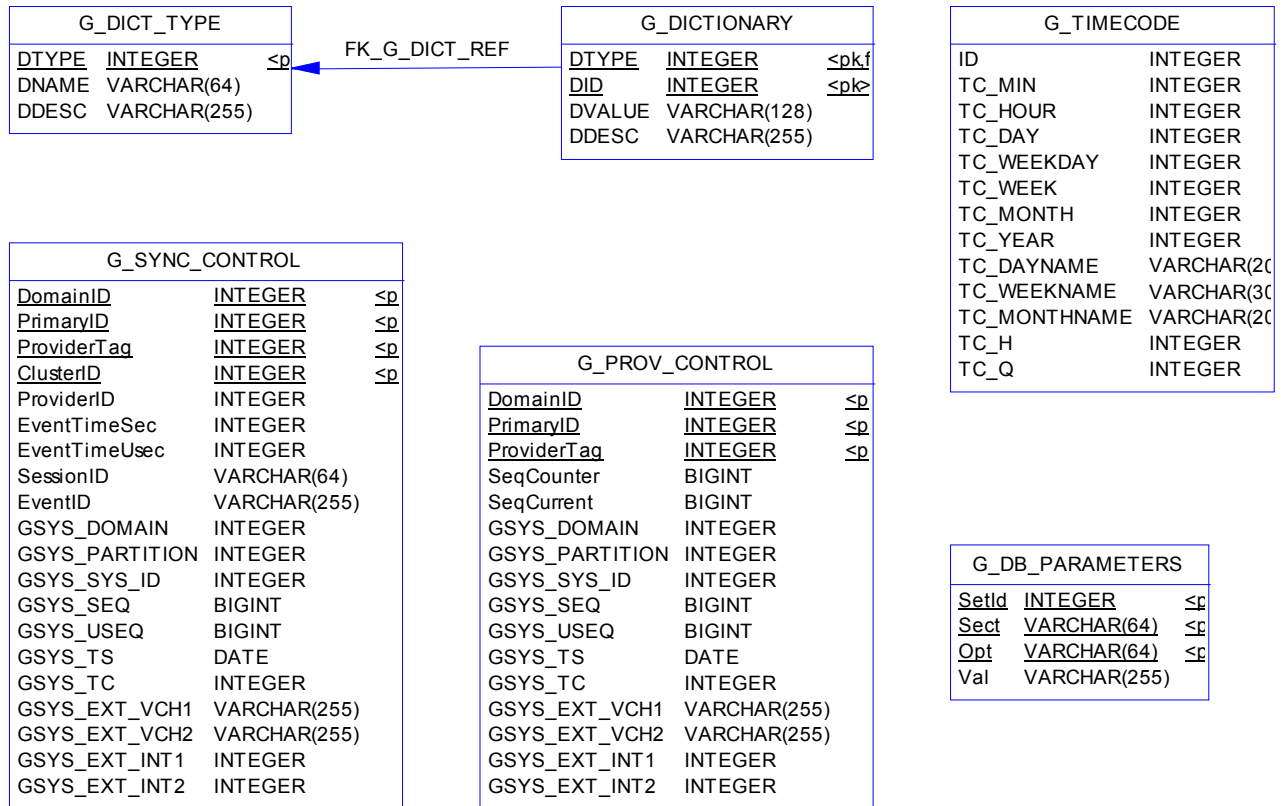 G_DICT_TYPE
DTYPE INTEGER <p
DNAME VARCHAR(64)
DDESC VARCHAR(255)
FK_G_DICT_REF
G_DICTIONARY
DTYPE INTEGER <pk,f
DID INTEGER <pk>
DVALUE VARCHAR(128)
DDESC VARCHAR(255)
G_TIMECODE
ID INTEGER
TC_MIN INTEGER
TC_HOUR INTEGER
TC_DAY INTEGER
TC_WEEKDAY INTEGER
TC_WEEK INTEGER
TC_MONTH INTEGER
TC_YEAR INTEGER
TC_DAYNAME VARCHAR(20
TC_WEEKNAME VARCHAR(30
TC_MONTHNAME VARCHAR(20
TC_H INTEGER
TC_Q INTEGER
G_SYNC_CONTROL
DomainID INTEGER <p
PrimaryID INTEGER <p
ProviderTag INTEGER <p
ClusterID INTEGER <p
ProviderID INTEGER
EventTimeSec INTEGER
EventTimeUsec INTEGER
SessionID VARCHAR(64)
EventID VARCHAR(255)
GSYS_DOMAIN INTEGER
GSYS_PARTITION INTEGER
GSYS_SYS_ID INTEGER
GSYS_SEQ BIGINT
GSYS_USEQ BIGINT
GSYS_TS DATE
GSYS_TC INTEGER
GSYS_EXT_VCH1 VARCHAR(255)
GSYS_EXT_VCH2 VARCHAR(255)
GSYS_EXT_INT1 INTEGER
GSYS_EXT_INT2 INTEGER
G_PROV_CONTROL
DomainID INTEGER <p
PrimaryID INTEGER <p
ProviderTag INTEGER <p
SeqCounter BIGINT
SeqCurrent BIGINT
GSYS_DOMAIN INTEGER
GSYS_PARTITION INTEGER
GSYS_SYS_ID INTEGER
GSYS_SEQ BIGINT
GSYS_USEQ BIGINT
GSYS_TS DATE
GSYS_TC INTEGER
GSYS_EXT_VCH1 VARCHAR(255)
GSYS_EXT_VCH2 VARCHAR(255)
GSYS_EXT_INT1 INTEGER
GSYS_EXT_INT2 INTEGER
G_DB_PARAMETERS
SetId INTEGER <p
Sect VARCHAR(64) <p
Opt VARCHAR(64) <p
Val VARCHAR(255)